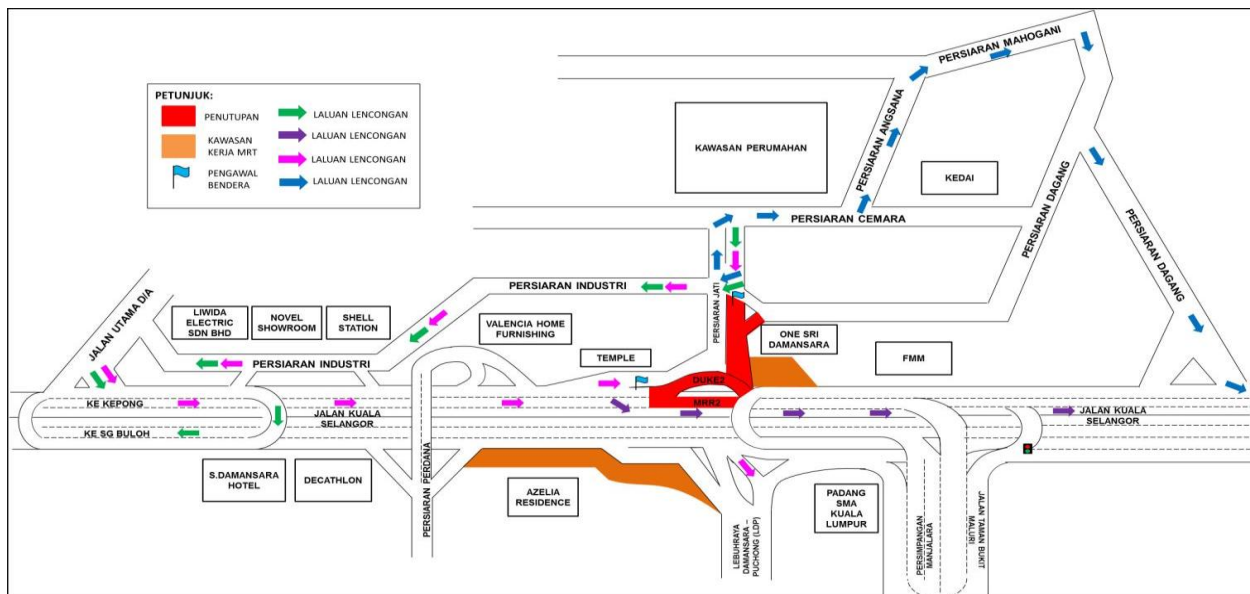 PERSIARAN MAHOGANI
PETUNJUK:
PENUTUPAN
KAWASAN
KERJA MRT
PENGAWAL
BENDERA
LALUAN LENCONGAN
LALUAN LENCONGAN
LALUAN LENCONGAN
LALUAN LENCONGAN
KAWASAN PERUMAHAN
PERSIARAN ANGSANA
KEDAI
PERSIARAN CEMARA
PERSIARAN DAGANG
PERSIARAN DAGANG
JALAN UTAMA D/A
LIWIDA
ELECTRIC
SDN BHD
NOVEL
SHOWROOM
SHELL
STATION
PERSIARAN INDUSTRI
PERSIARAN JATI
VALENCIA HOME
FURNISHING
TEMPLE
ONE SRI
DAMANSARA
FMM
PERSIARAN INDUSTRI
DUKE2
MRR2
KE KEPONG
KE SG BULOH
JALAN KUALA
SELANGOR
JALAN KUALA
SELANGOR
S.DAMANSARA
HOTEL
DECATHLON
PERSIARAN PERDANA
AZELIA
RESIDENCE
LEBUHRAYA
DAMANSARA –
PUCHONG (LDP)
PADANG
SMA
KUALA
LUMPUR
PERSIMPANGAN
MANJALARA
JALAN TAMAN BUKIT
MALURI